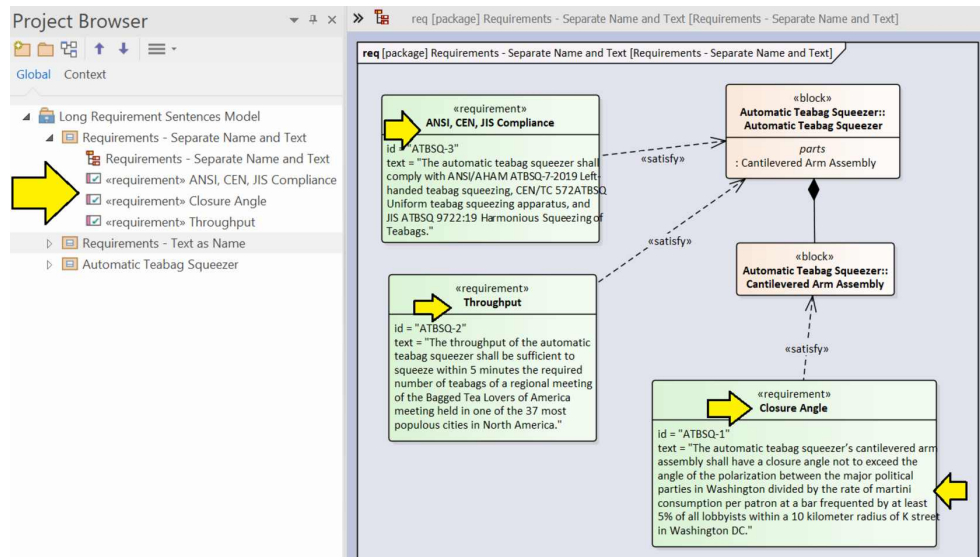 Project Browser
Global Context
Long Requirement Sentences Model
Requirements - Separate Name and Text
Requirements - Separate Name and Text
«requirement» ANSI, CEN, JIS Compliance
«requirement» Closure Angle
«requirement» Throughput
Requirements - Text as Name
Automatic Teabag Squeezer
req [package] Requirements - Separate Name and Text [Requirements - Separate Name and Text]
req [package] Requirements - Separate Name and Text [Requirements - Separate Name and Text]
«requirement»
ANSI, CEN, JIS Compliance
id = "ATBSQ-3"
text = "The automatic teabag squeezer shall
comply with ANSI/AHAM ATBSQ-7-2019 Left-
handed teabag squeezing, CEN/TC 572ATBSQ
Uniform teabag squeezing apparatus, and
JIS ATBSQ 9722:19 Harmonious Squeezing of
Teabags."
«satisfy»
«block»
Automatic Teabag Squeezer::
Automatic Teabag Squeezer
parts
: Cantilevered Arm Assembly
«satisfy»
«block»
Automatic Teabag Squeezer::
Cantilevered Arm Assembly
«requirement»
Throughput
id = "ATBSQ-2"
text = "The throughput of the automatic
teabag squeezer shall be sufficient to
squeeze within 5 minutes the required
number of teabags of a regional meeting
of the Bagged Tea Lovers of America
meeting held in one of the 37 most
populous cities in North America."
«satisfy»
«requirement»
Closure Angle
id = "ATBSQ-1"
text = "The automatic teabag squeezer's cantilevered arm
assembly shall have a closure angle not to exceed the
angle of the polarization between the major political
parties in Washington divided by the rate of martini
consumption per patron at a bar frequented by at least
5% of all lobbyists within a 10 kilometer radius of K street
in Washington DC."